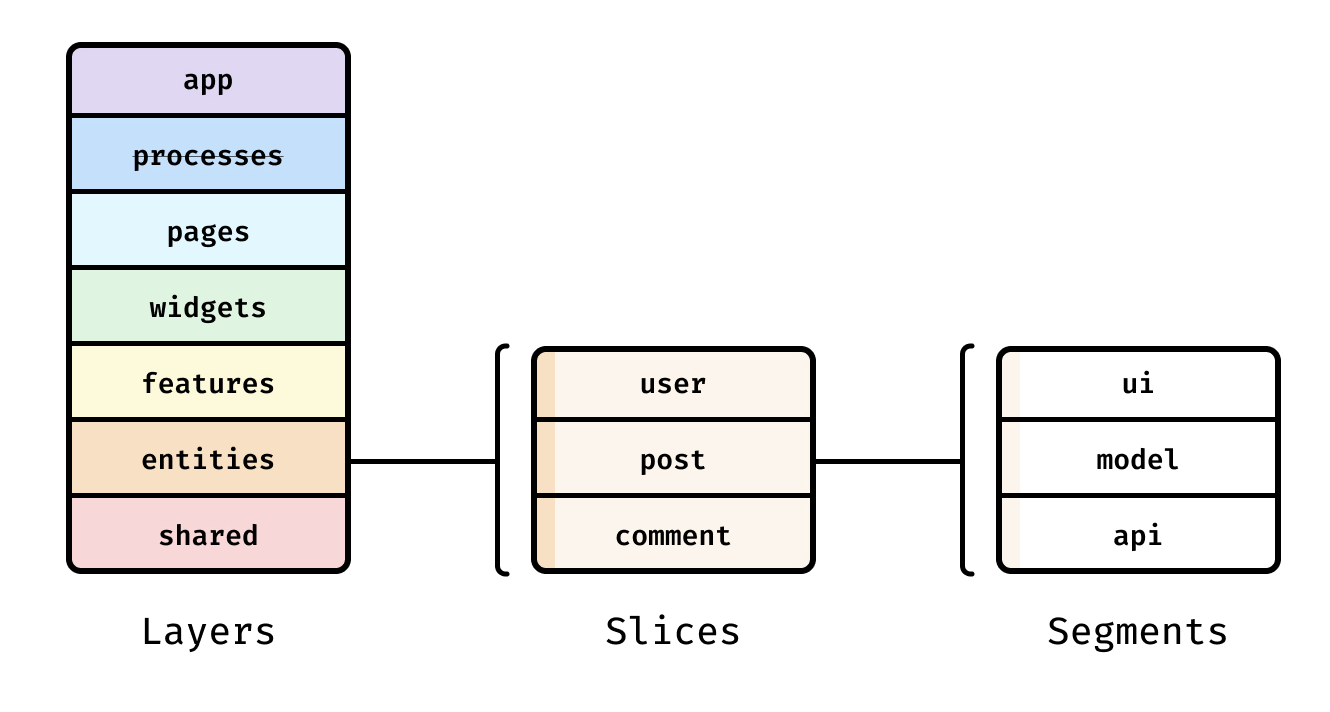 app
processes
pages
widgets
features
entities
shared
Layers
user
post
comment
Slices
ui
model
api
Segments